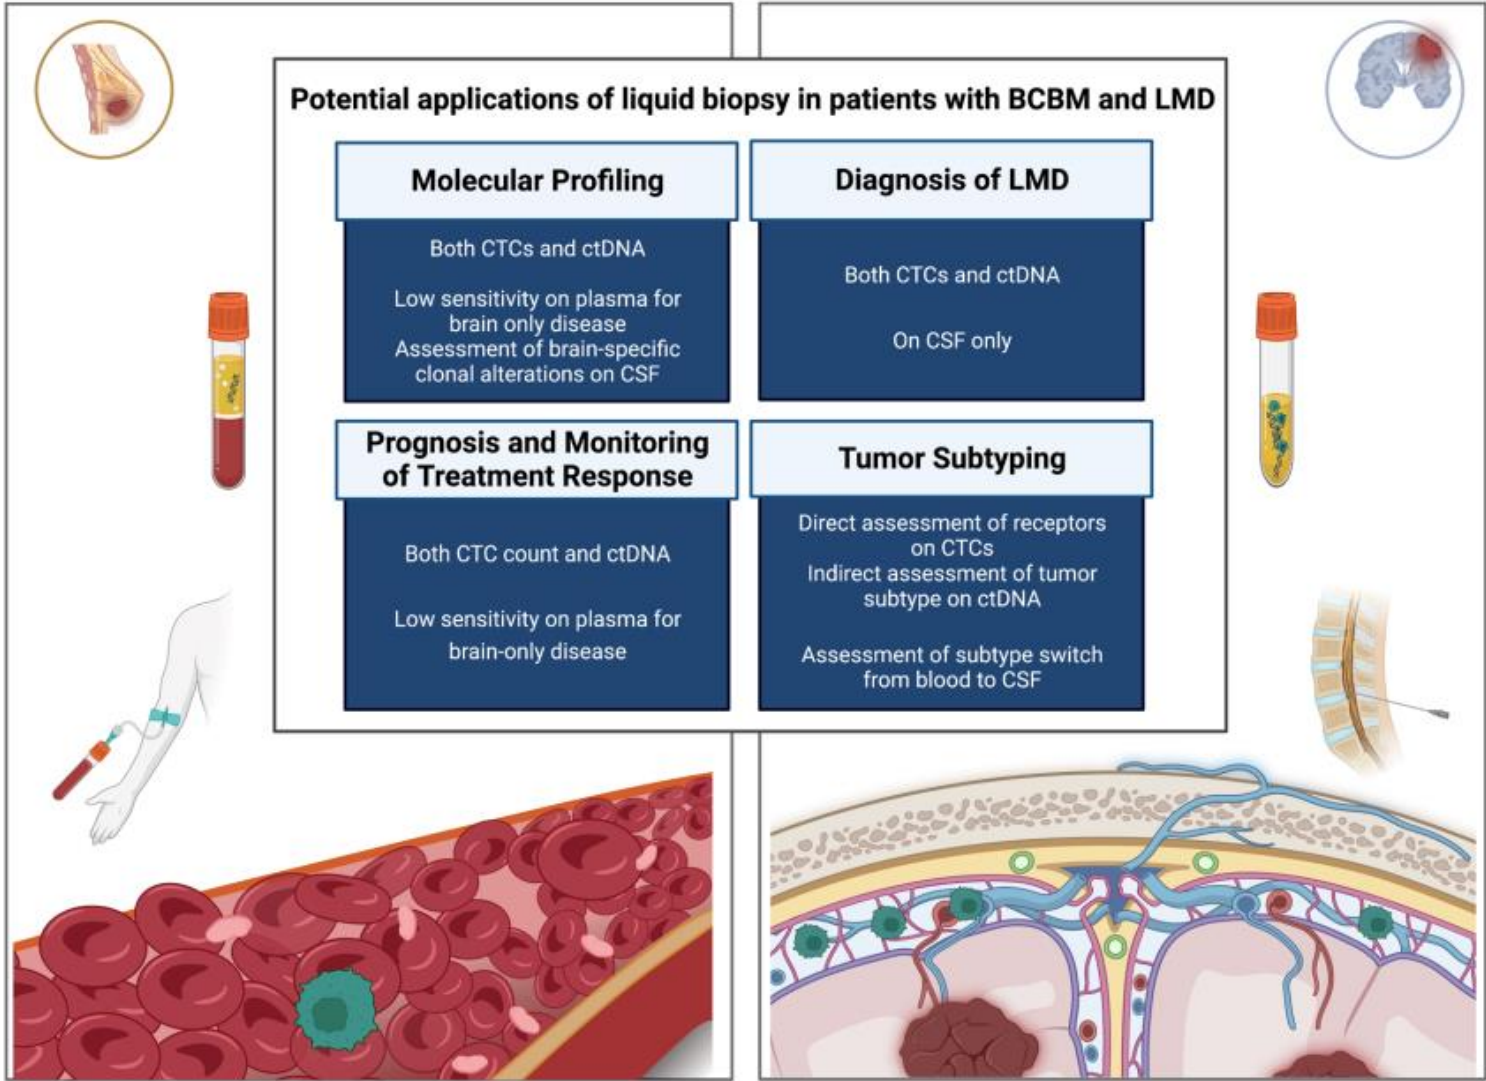 Potential applications of liquid biopsy in patients with BCBM and LMD
Molecular Profiling
Both CTCs and ctDNA
Low sensitivity on plasma for
brain only disease
Assessment of brain-specific
clonal alterations on CSF
Diagnosis of LMD
Both CTCs and ctDNA
On CSF only
Prognosis and Monitoring
of Treatment Response
Both CTC count and ctDNA
Low sensitivity on plasma for
brain-only disease
Tumor Subtyping
Direct assessment of receptors
on CTCs
Indirect assessment of tumor
subtype on ctDNA
Assessment of subtype switch
from blood to CSF